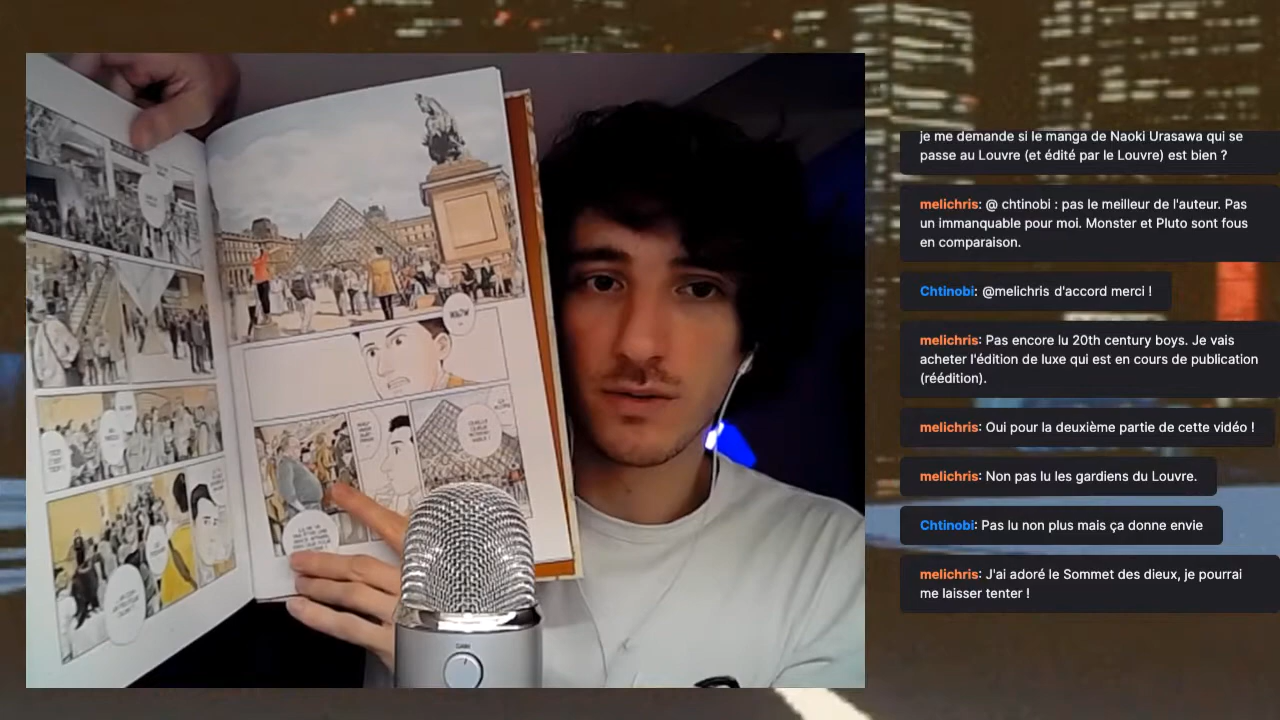 je me demande si le manga de Naoki Urasawa qui se
passe au Louvre (et édité par le Louvre) est bien ?
melichris: @ chtinobi : pas le meilleur de l'auteur. Pas
un immanquable pour moi. Monster et Pluto sont fous
en comparaison.
Chtinobi: @melichris d'accord merci !
melichris: Pas encore lu 20th century boys. Je vais
acheter l'édition de luxe qui est en cours de publication
(réédition).
melichris: Oui pour la deuxième partie de cette vidéo !
melichris: Non pas lu les gardiens du Louvre.
Chtinobi: Pas lu non plus mais ça donne envie
melichris: J'ai adoré le Sommet des dieux, je pourrai
me laisser tenter !